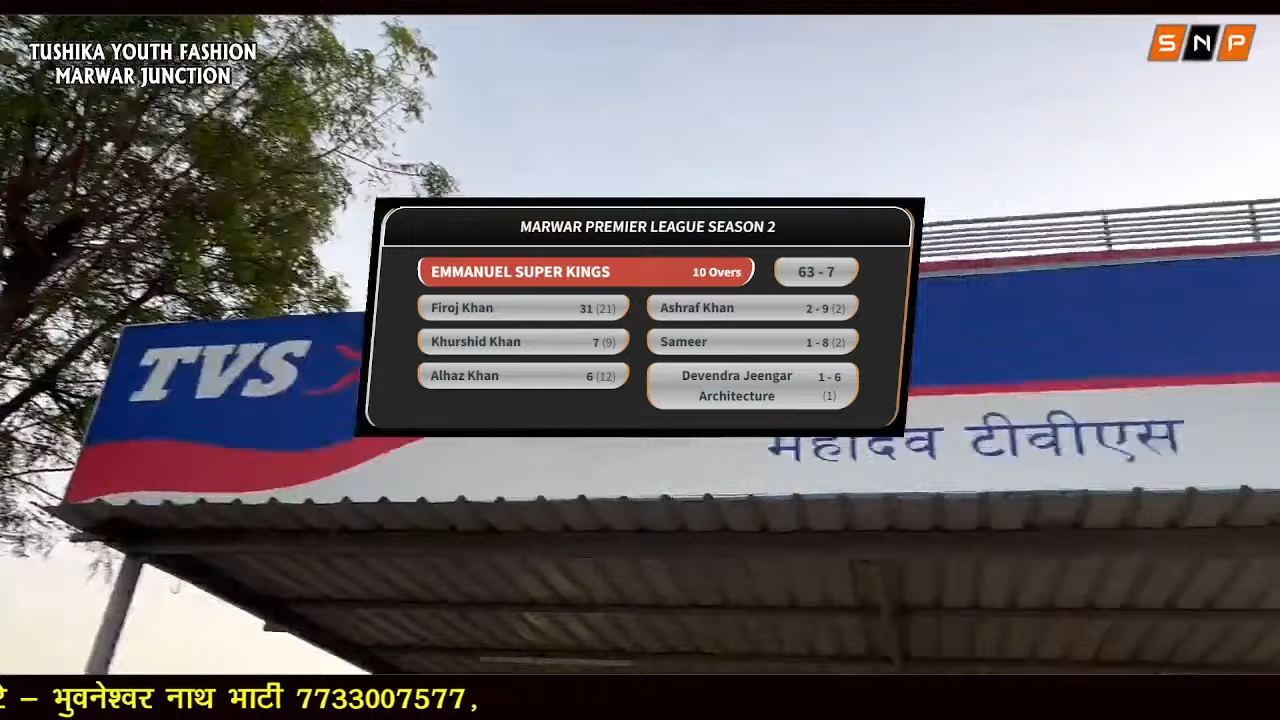 TUSHIKA YOUTH FASHION
MARWAR JUNCTION
SNP
MARWAR PREMIER LEAGUE SEASON 2
EMMANUEL SUPER KINGS 10 Overs 63 - 7
Firoj Khan 31 (21) Ashraf Khan 2 - 9 (2)
Khurshid Khan 7 (9) Sameer 1 - 8 (2)
Alhaz Khan 6 (12) Devendra Jeengar 1 - 6
Architecture (1)
TVS
महादेव टीवीएस
– भुवनेश्वर नाथ भाटी 7733007577,